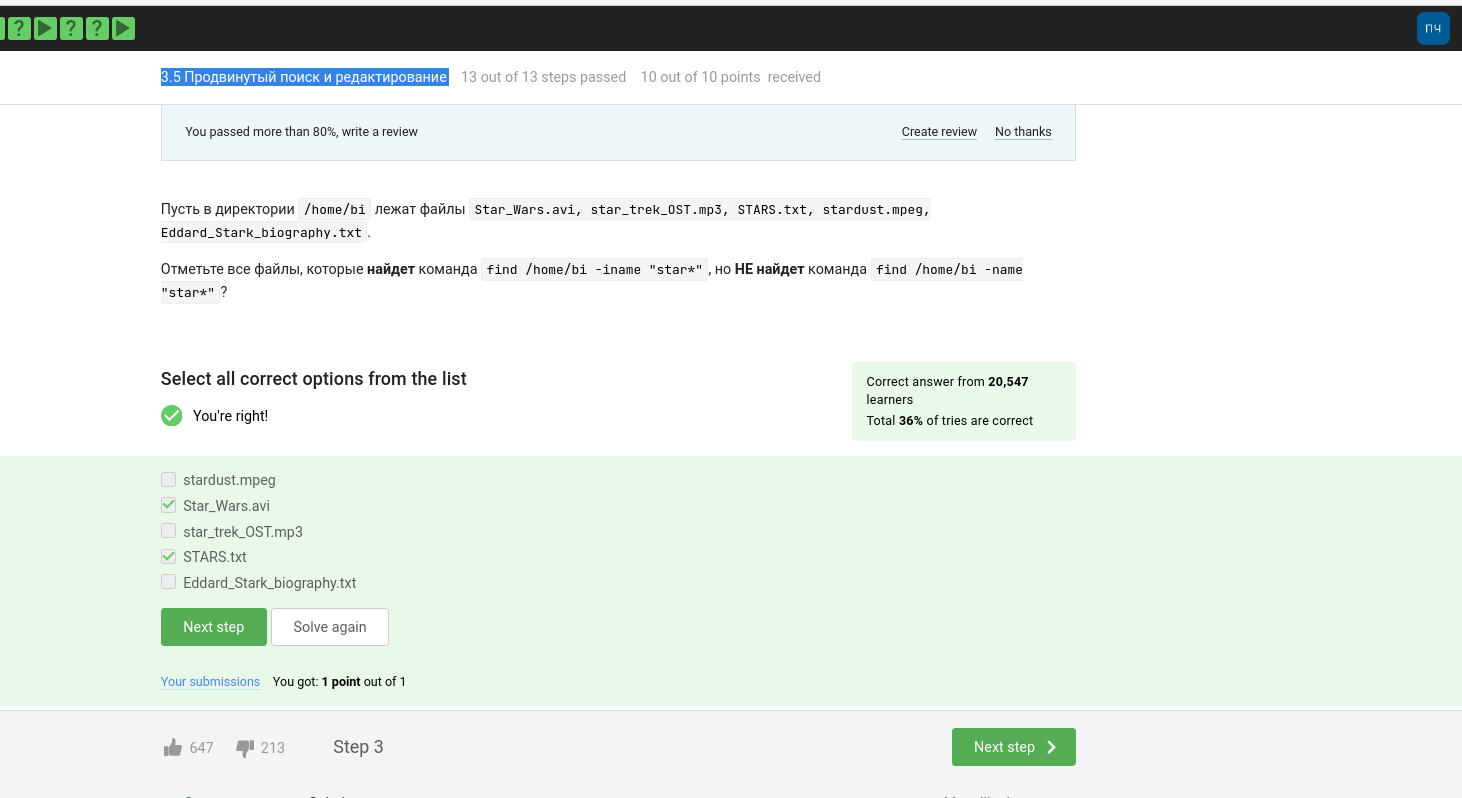 ? ? ?
ПЧ
3.5 Продвинутый поиск и редактирование 13 out of 13 steps passed 10 out of 10 points received
You passed more than 80%, write a review Create review No thanks
Пусть в директории /home/bi лежат файлы Star_Wars.avi, star_trek_OST.mp3, STARS.txt, stardust.mpeg,
Eddard_Stark_biography.txt .
Отметьте все файлы, которые найдет команда find /home/bi -iname "star*" , но НЕ найдет команда find /home/bi -name
"star*" ?
Select all correct options from the list
You're right!
Correct answer from 20,547
learners
Total 36% of tries are correct
stardust.mpeg
Star_Wars.avi
star_trek_OST.mp3
STARS.txt
Eddard_Stark_biography.txt
Next step Solve again
Your submissions You got: 1 point out of 1
647 213 Step 3 Next step